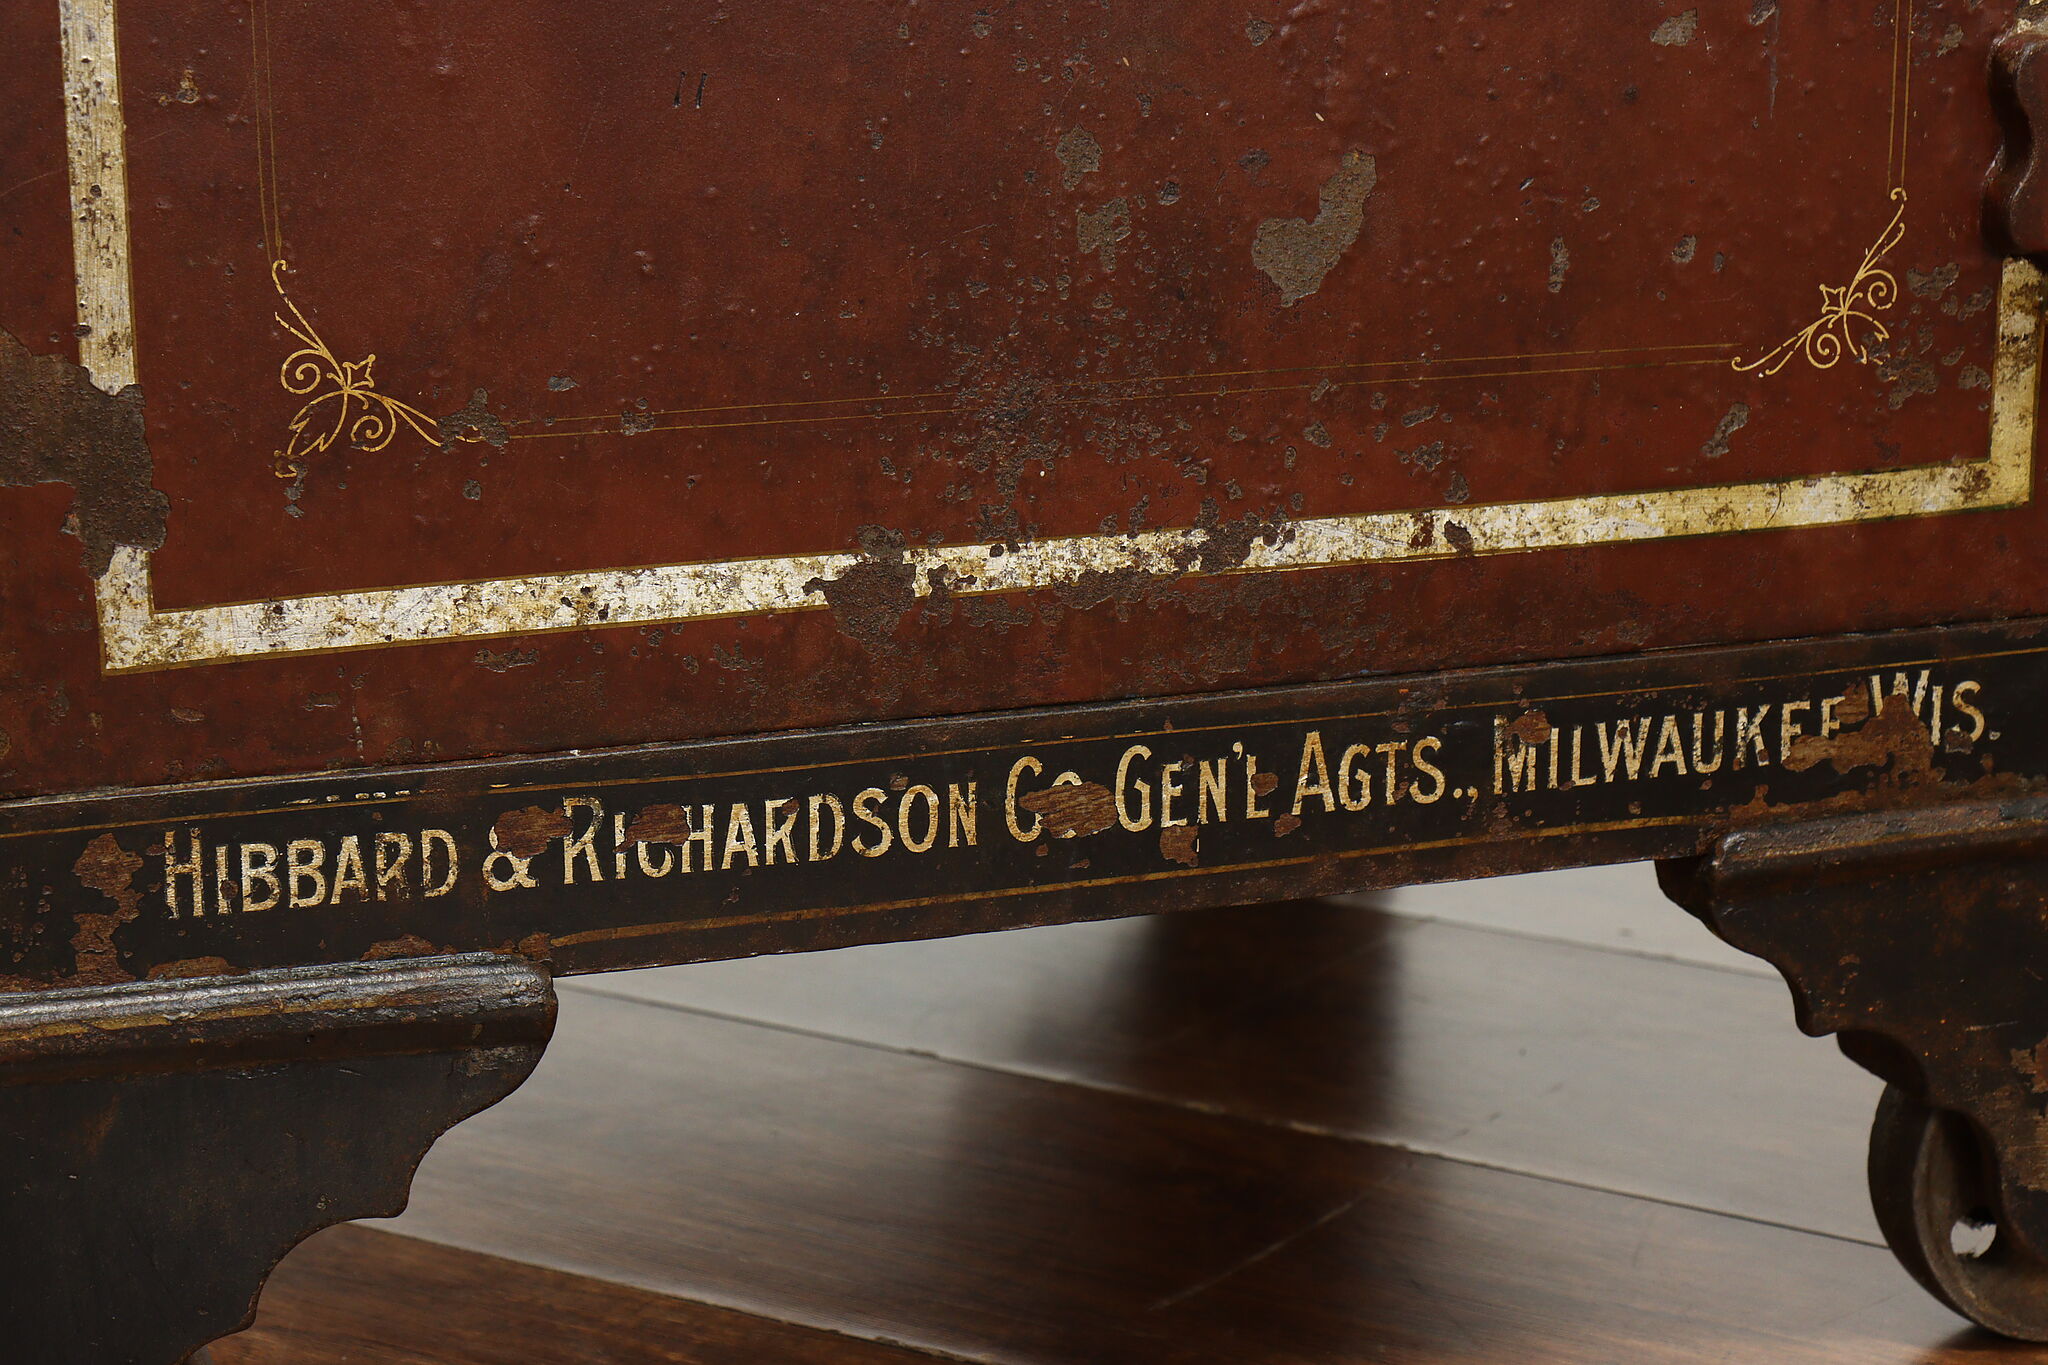 HIBBARD & RICHARDSON CO GEN'L AGTS., MILWAUKEE WIS.